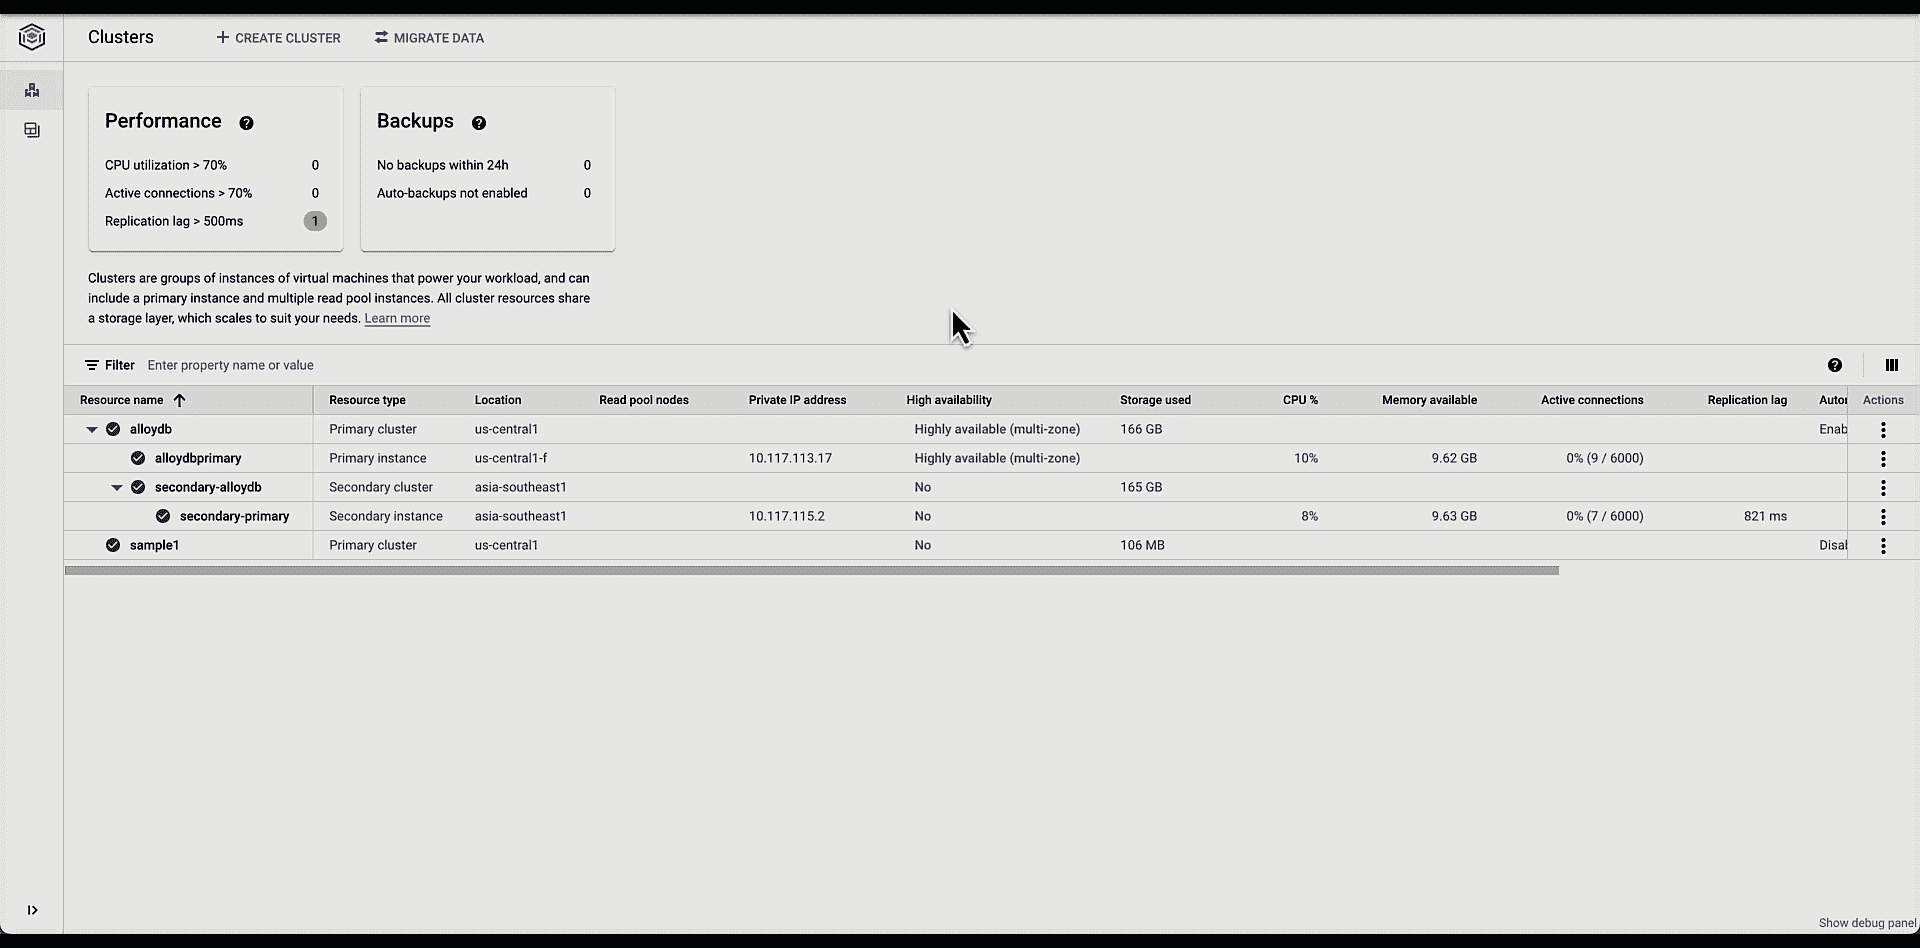 Clusters
CREATE CLUSTER
MIGRATE DATA
Performance
CPU utilization > 70% 0
Active connections > 70% 0
Replication lag > 500ms 1
Backups
No backups within 24h 0
Auto-backups not enabled 0
Clusters are groups of instances of virtual machines that power your workload, and can
include a primary instance and multiple read pool instances. All cluster resources share
a storage layer, which scales to suit your needs. Learn more
Filter Enter property name or value
Resource name Resource type Location Read pool nodes Private IP address High availability Storage used CPU % Memory available Active connections Replication lag Autor Actions
alloydb Primary cluster us-central1 Highly available (multi-zone) 166 GB Enab
alloydbprimary Primary instance us-central1-f 10.117.113.17 Highly available (multi-zone) 10% 9.62 GB 0% (9 / 6000)
secondary-alloydb Secondary cluster asia-southeast1 No 165 GB
secondary-primary Secondary instance asia-southeast1 10.117.115.2 No 8% 9.63 GB 0% (7 / 6000) 821 ms
sample1 Primary cluster us-central1 No 106 MB Disal
Show debug panel